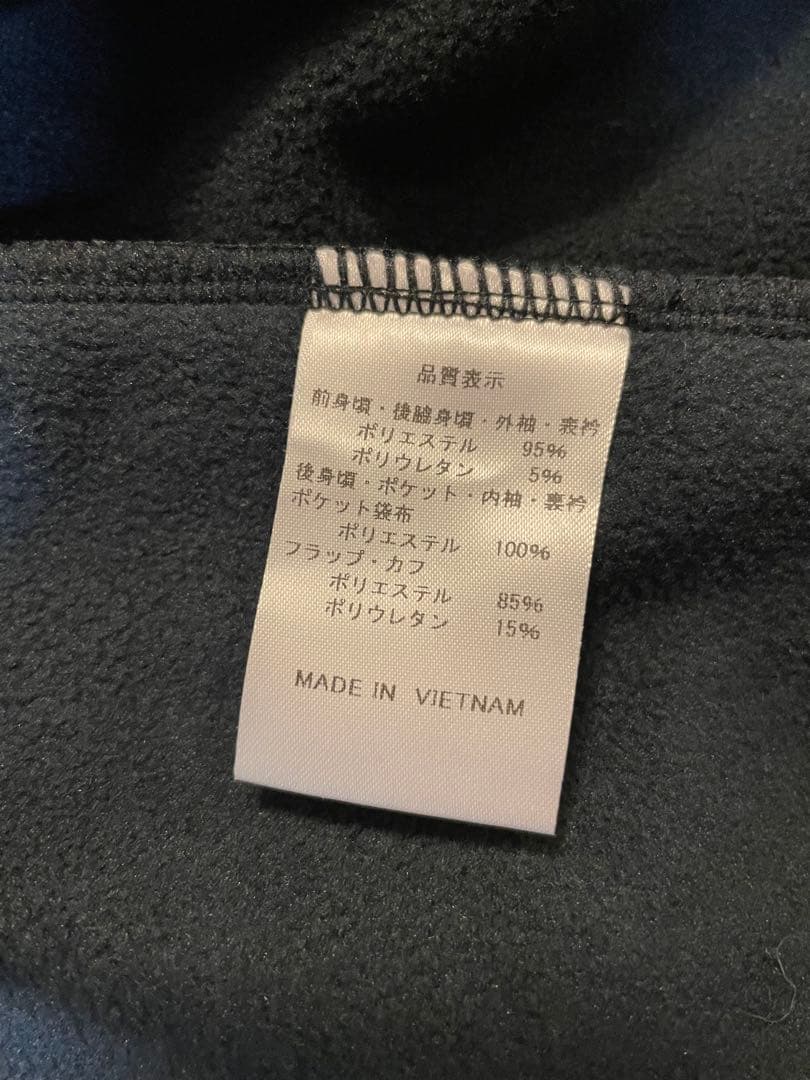 品質表示
前身頃・後脇身頃・外袖・表衿
ポリエステル 95%
ポリウレタン 5%
後身頃・ポケット・内袖・裏衿
ポケット袋布
ポリエステル 100%
フラップ・カフ
ポリエステル 85%
ポリウレタン 15%
MADE IN VIETNAM